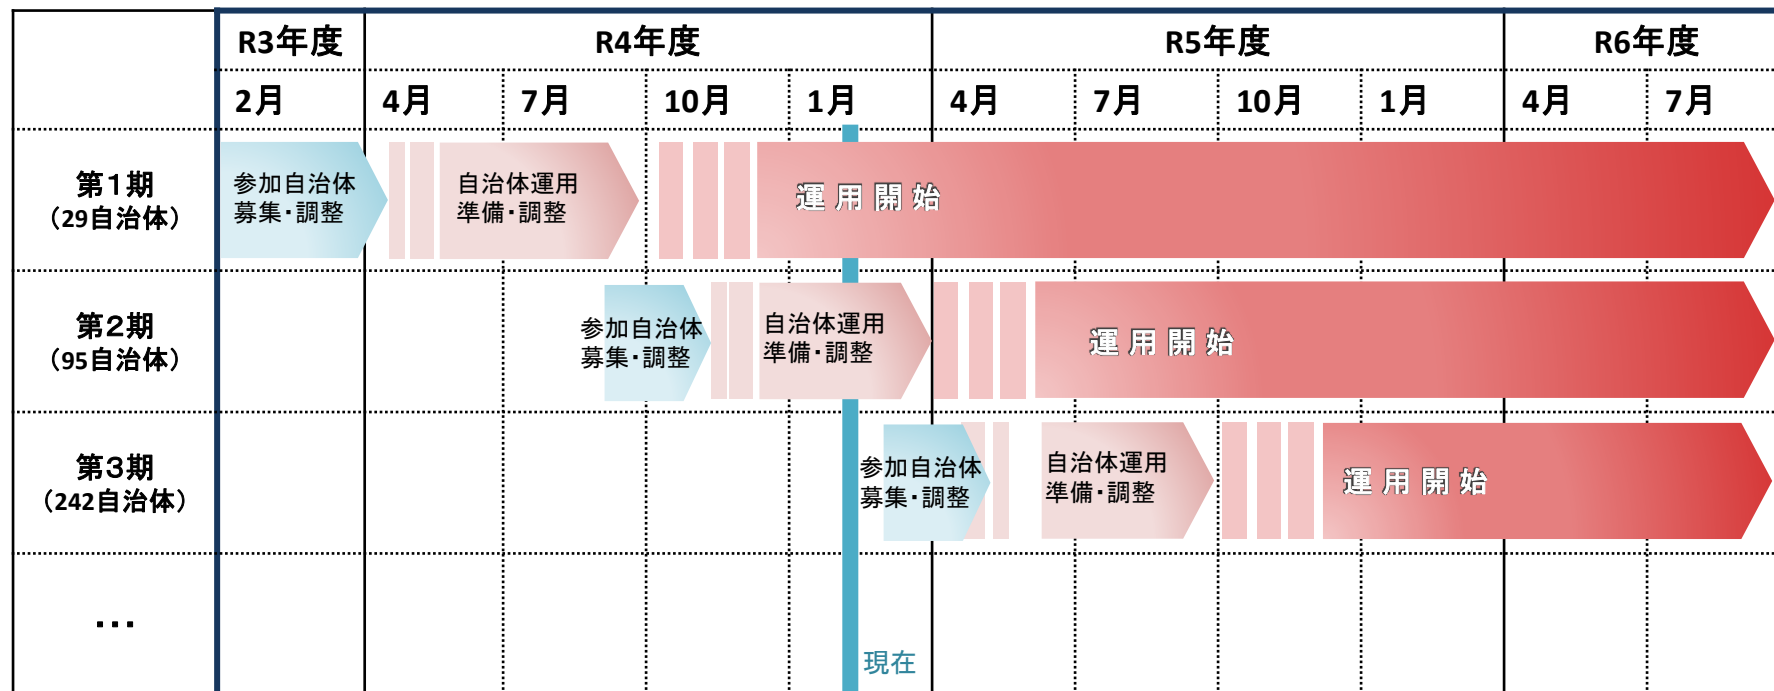 R3年度
R4年度
R5年度
R6年度
2月
4月
7月
10月
1月
4月
7月
10月
1月
4月
7月
第1期
（29自治体）
参加自治体
募集・調整
自治体運用
準備・調整
運用開始
第2期
（95自治体）
参加自治体
募集・調整
自治体運用
準備・調整
運用開始
第3期
（242自治体）
参加自治体
募集・調整
自治体運用
準備・調整
運用開始
…
現在